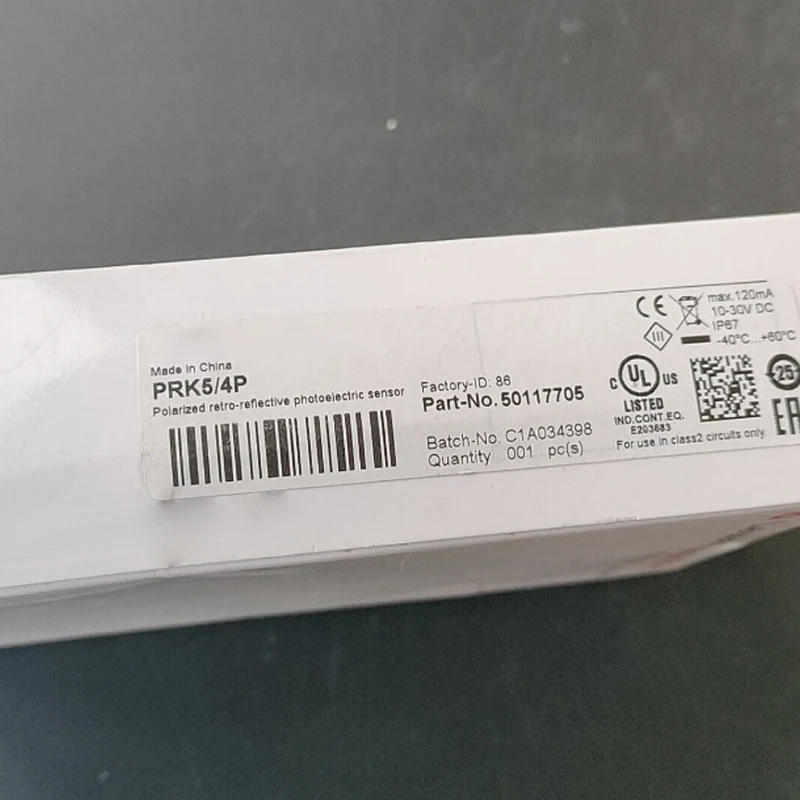 Made in China
PRK5/4P
Polarized retro-reflective photoelectric sensor
Factory-ID: 86
Part-No. 50117705
Batch-No. C1A034398
Quantity 001 pc(s)
CE
max.120mA
10-30V DC
IP67
-40°C...+60°C
III
C UL US
LISTED
IND.CONT.EQ.
E203683
For use in class2 circuits only
25